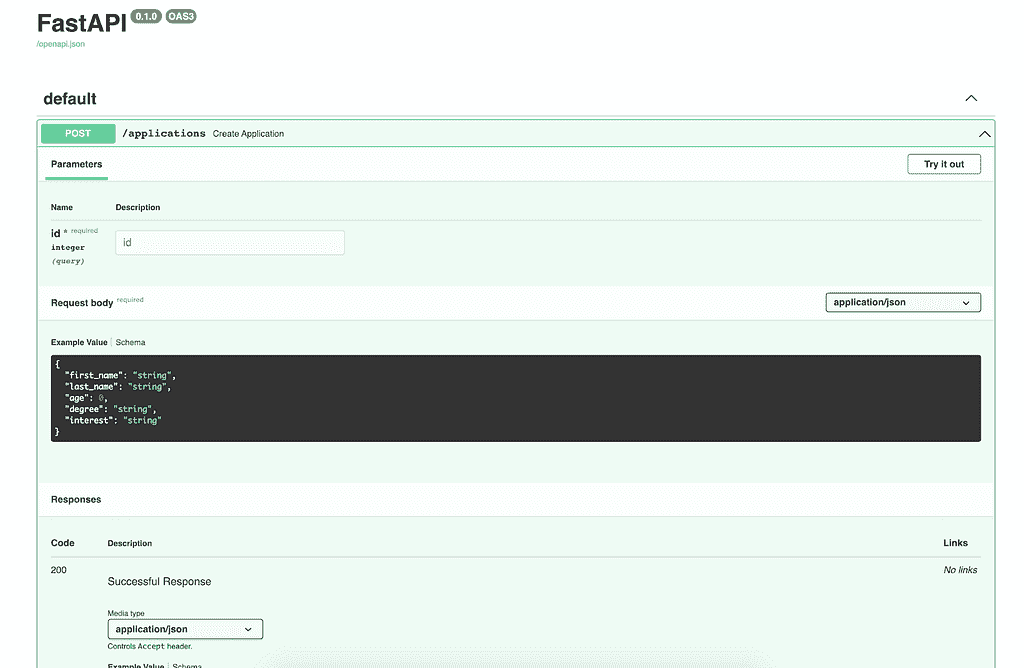 FastAPI 0.1.0 OAS3
/openapi.json
default
POST /applications Create Application
Parameters
Try it out
Name Description
id * required
integer
(query)
id
Request body required
application/json
Example Value Schema
{
"first_name": "string",
"last_name": "string",
"age": 0,
"degree": "string",
"interest": "string"
}
Responses
Code Description Links
200
Successful Response
No links
Media type
application/json
Controls Accept header.
Example Value Schema